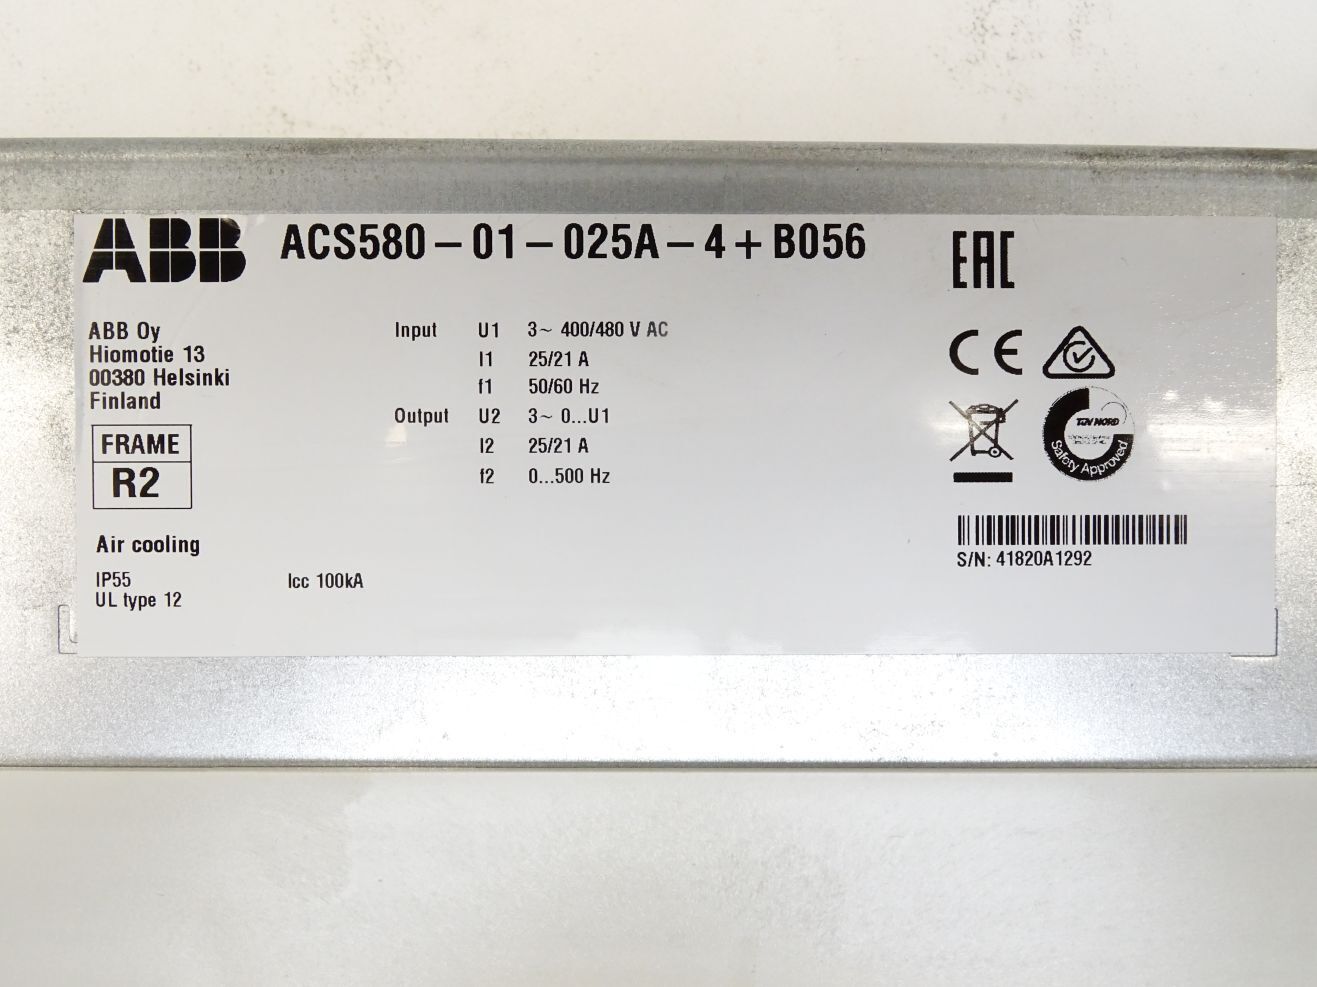 ABB ACS580 – 01 – 025A – 4 + B056
EAC
ABB Oy
Hiomotie 13
00380 Helsinki
Finland
FRAME
R2
Air cooling
IP55
UL type 12
Input U1 3~ 400/480 V AC
I1 25/21 A
f1 50/60 Hz
Output U2 3~ 0...U1
I2 25/21 A
f2 0...500 Hz
Icc 100kA
CE
TÜV NORD
Safety Approved
S/N: 41820A1292